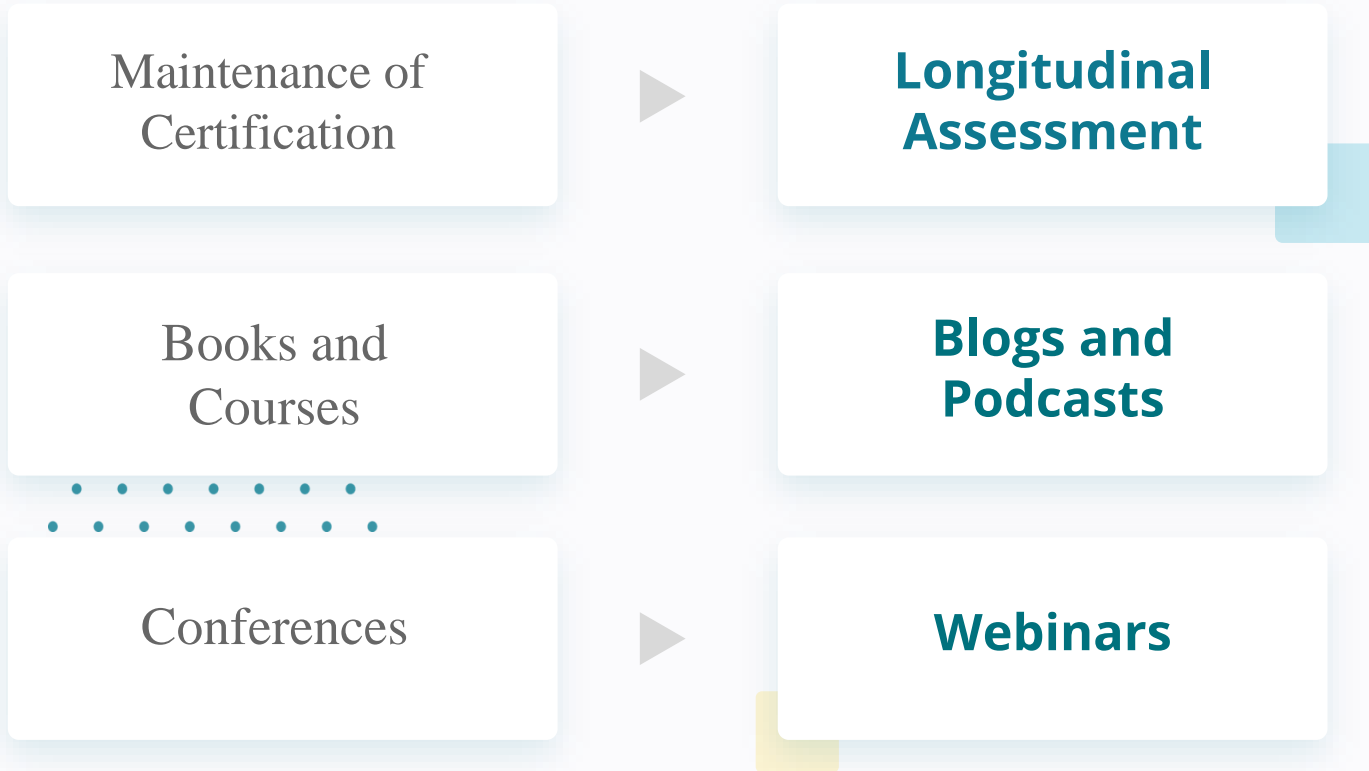 Maintenance of
Certification
Longitudinal
Assessment
Books and
Courses
Blogs and
Podcasts
Conferences
Webinars